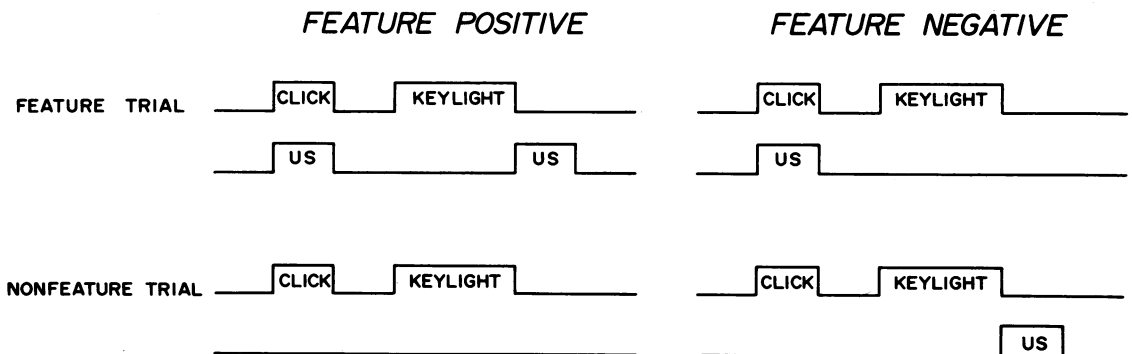 FEATURE POSITIVE FEATURE NEGATIVE
FEATURE TRIAL CLICK KEYLIGHT CLICK KEYLIGHT
US US US
NONFEATURE TRIAL CLICK KEYLIGHT CLICK KEYLIGHT
US